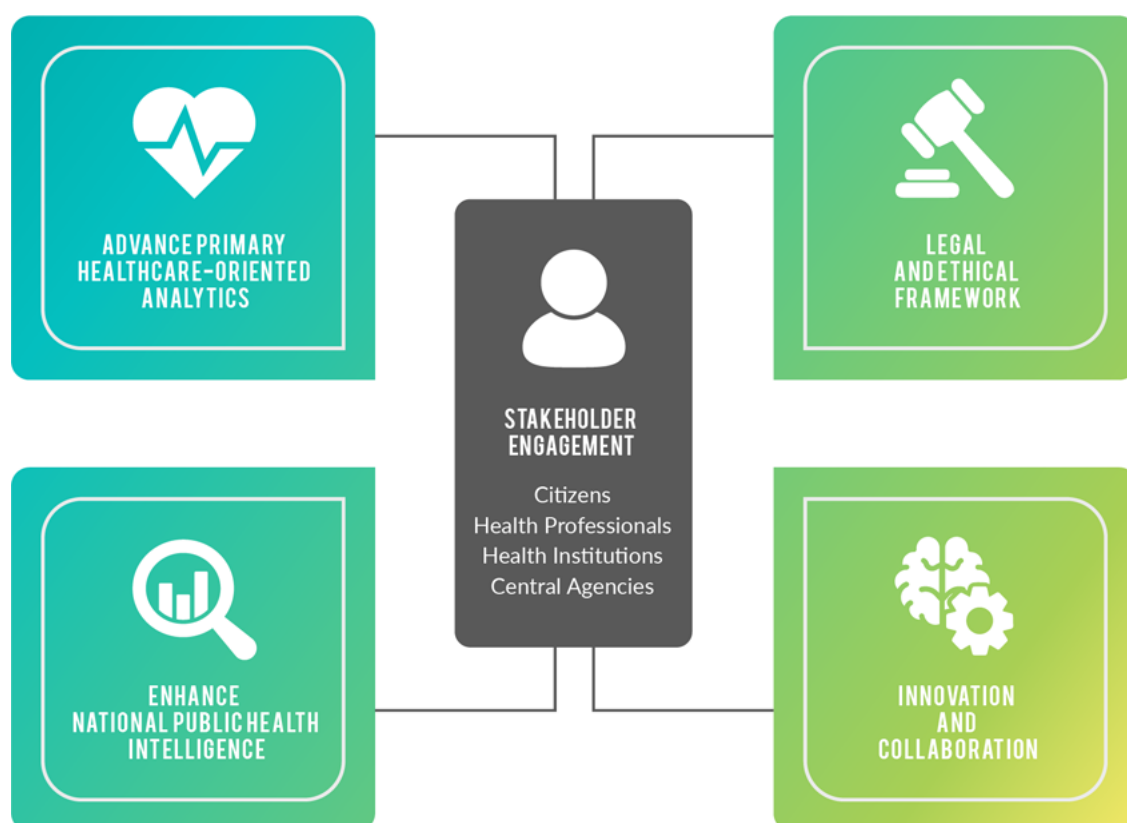 ADVANCE PRIMARY
HEALTHCARE-ORIENTED
ANALYTICS
LEGAL
AND ETHICAL
FRAMEWORK
STAKEHOLDER
ENGAGEMENT
Citizens
Health Professionals
Health Institutions
Central Agencies
ENHANCE
NATIONAL PUBLIC HEALTH
INTELLIGENCE
INNOVATION
AND
COLLABORATION